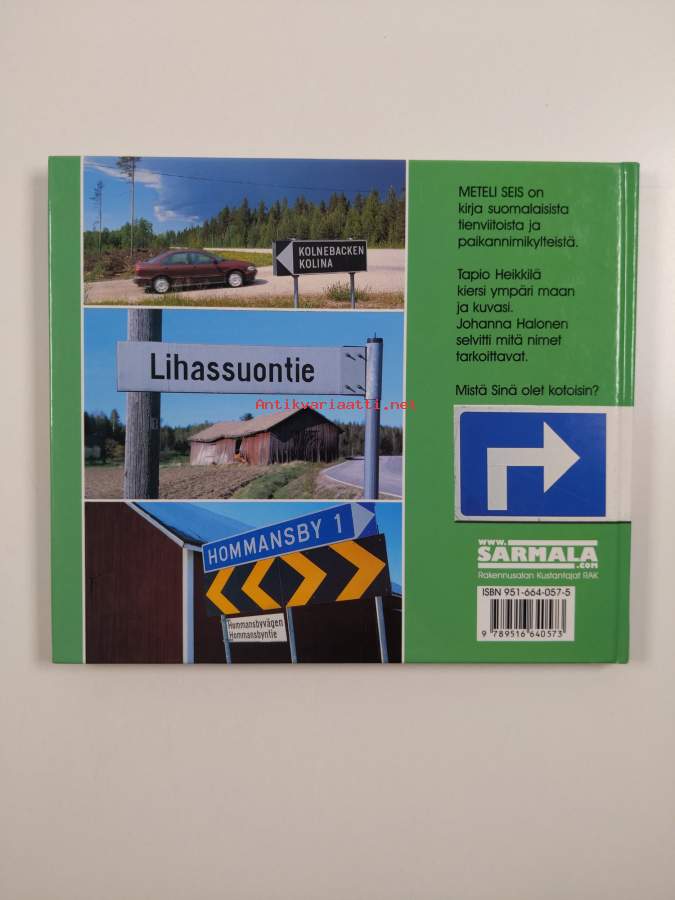 KOLNEBACKEN
KOLINA
Lihassuontie
Antikvariaatti.net
HOMMANSBY 1
Hommansbyvägen
Hommansbyntie
METELI SEIS on
kirja suomalaisista
tienviitoista ja
paikannimikylteistä.
Tapio Heikkilä
kiersi ympäri maan
ja kuvasi.
Johanna Halonen
selvitti mitä nimet
tarkoittavat.
Mistä Sinä olet kotoisin?
www.
SARMALA
.com
Rakennusalan Kustantajat RAK
ISBN 951-664-057-5
9 789516 640573